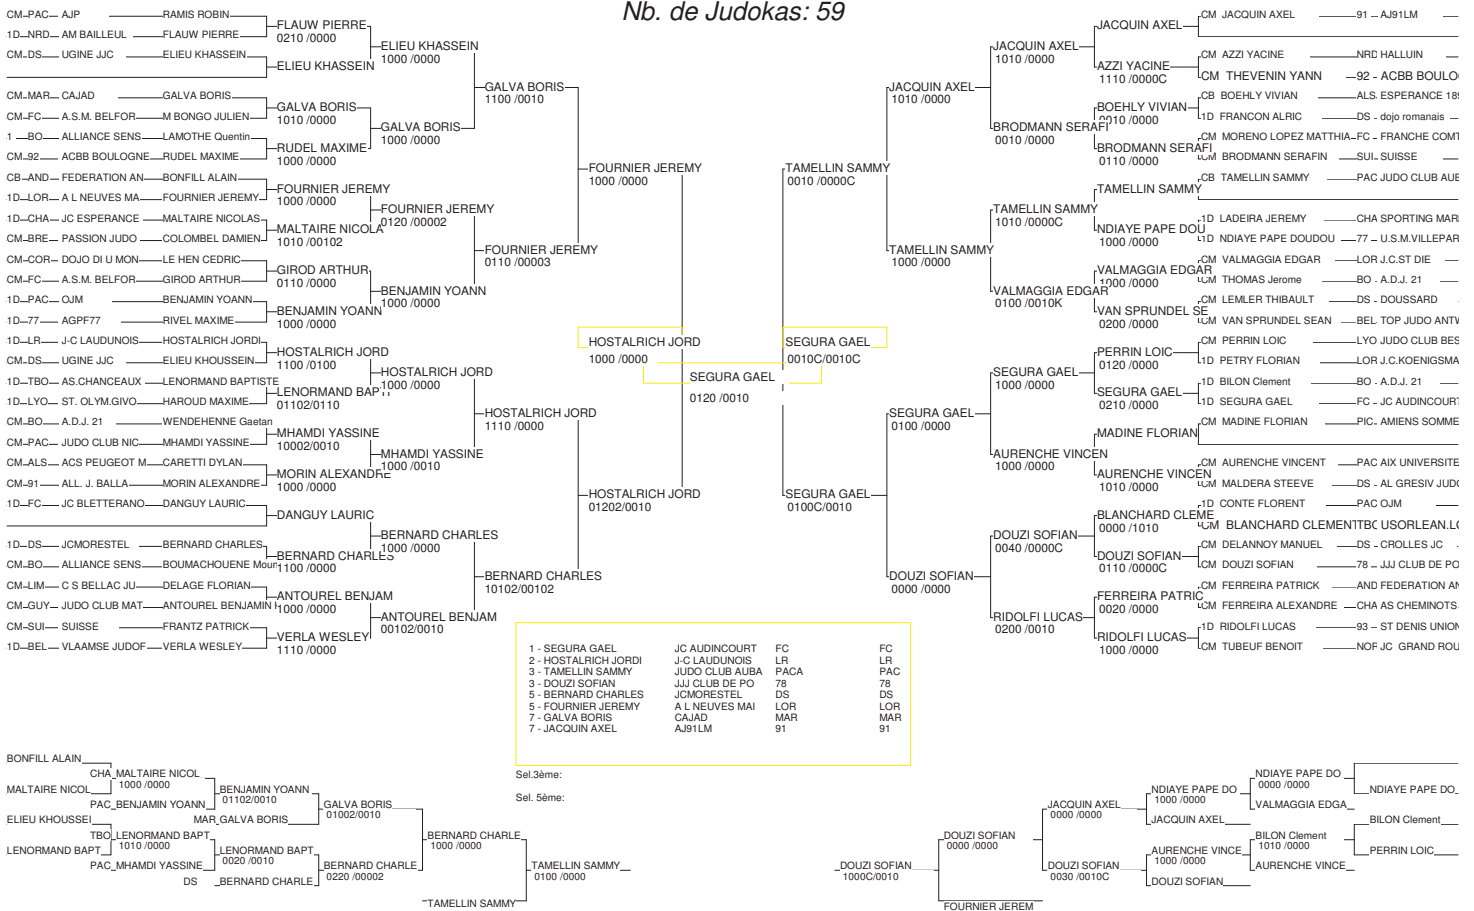 Nb. de Judokas: 59
CM-PAC- AJP RAMIS ROBIN
1D-NRD- AM BAILLEUL FLAUW PIERRE
CM-DS- UGINE JJC ELIEU KHASSEIN
CM-MAR- CAJAD GALVA BORIS
CM-FC- A.S.M. BELFOR M BONGO JULIEN
1 -BO- ALLIANCE SENS LAMOTHE Quentin
CM-92- ACBB BOULOGNE RUDEL MAXIME
CB-AND- FEDERATION AN BONFILL ALAIN
1D-LOR- A L NEUVES MA FOURNIER JEREMY
1D-CHA- JC ESPERANCE MALTAIRE NICOLAS
CM-BRE- PASSION JUDO COLOMBEL DAMIEN
CM-COR- DOJO DI U MON LE HEN CEDRIC
CM-FC- A.S.M. BELFOR GIROD ARTHUR
1D-PAC- OJM BENJAMIN YOANN
1D-77- AGPF77 RIVEL MAXIME
1D-LR- J-C LAUDUNOIS HOSTALRICH JORDI
CM-DS- UGINE JJC ELIEU KHOUSSEIN
1D-TBO- AS.CHANCEAUX LENORMAND BAPTISTE
1D-LYO- ST. OLYM.GIVO HAROUD MAXIME
CM-BO- A.D.J. 21 WENDEHENNE Gaetan
CM-PAC- JUDO CLUB NIC MHAMDI YASSINE
CM-ALS- ACS PEUGEOT M CARETTI DYLAN
CM-91- ALL. J. BALLA MORIN ALEXANDRE
1D-FC- JC BLETTERANO DANGUY LAURIC
1D-DS- JCMORESTEL BERNARD CHARLES
CM-BO- ALLIANCE SENS BOUMACHOUENE Moun
CM-LIM- C S BELLAC JU DELAGE FLORIAN
CM-GUY- JUDO CLUB MAT ANTOUREL BENJAMIN
CM-SUI- SUISSE FRANTZ PATRICK
1D-BEL- VLAAMSE JUDOF VERLA WESLEY
FLAUW PIERRE
0210 /0000
ELIEU KHASSEIN
GALVA BORIS
1010 /0000
RUDEL MAXIME
1000 /0000
FOURNIER JEREMY
1000 /0000
MALTAIRE NICOLA
1010 /00102
GIROD ARTHUR
0110 /0000
BENJAMIN YOANN
1000 /0000
HOSTALRICH JORD
1100 /0100
LENORMAND BAPT
01102/0110
MHAMDI YASSINE
10002/0010
MORIN ALEXANDRE
1000 /0000
DANGUY LAURIC
BERNARD CHARLES
1100 /0000
ANTOUREL BENJAM
1000 /0000
VERLA WESLEY
1110 /0000
ELIEU KHASSEIN
1000 /0000
GALVA BORIS
1000 /0000
FOURNIER JEREMY
0120 /00002
BENJAMIN YOANN
1000 /0000
HOSTALRICH JORD
1000 /0000
MHAMDI YASSINE
1000 /0010
BERNARD CHARLES
1000 /0000
ANTOUREL BENJAM
00102/0010
GALVA BORIS
1100 /0010
FOURNIER JEREMY
0110 /00003
HOSTALRICH JORD
1110 /0000
BERNARD CHARLES
10102/00102
FOURNIER JEREMY
1000 /0000
HOSTALRICH JORD
01202/0010
HOSTALRICH JORD
1000 /0000
SEGURA GAEL
0120 /0010
SEGURA GAEL
0010C/0010C
TAMELLIN SAMMY
0010 /0000C
SEGURA GAEL
0100C/0010
JACQUIN AXEL
1010 /0000
TAMELLIN SAMMY
1000 /0000
SEGURA GAEL
0100 /0000
DOUZI SOFIAN
0000 /0000
JACQUIN AXEL
1010 /0000
BRODMANN SERAFI
0010 /0000
TAMELLIN SAMMY
1010 /0000C
VALMAGGIA EDGAR
0100 /0010K
SEGURA GAEL
1000 /0000
AURENCHE VINCEN
1000 /0000
DOUZI SOFIAN
0040 /0000C
RIDOLFI LUCAS
0200 /0010
JACQUIN AXEL
AZZI YACINE
1110 /0000C
BOEHLY VIVIAN
0010 /0000
BRODMANN SERAFI
0110 /0000
TAMELLIN SAMMY
NDIAYE PAPE DOU
1000 /0000
VALMAGGIA EDGAR
1000 /0000
VAN SPRUNDEL SE
0200 /0000
PERRIN LOIC
0120 /0000
SEGURA GAEL
0210 /0000
MADINE FLORIAN
AURENCHE VINCEN
1010 /0000
BLANCHARD CLEME
0000 /1010
DOUZI SOFIAN
0110 /0000C
FERREIRA PATRIC
0020 /0000
RIDOLFI LUCAS
1000 /0000
CM JACQUIN AXEL 91 - AJ91LM
CM AZZI YACINE NRD HALLUIN
CM THEVENIN YANN 92 - ACBB BOULO
CB BOEHLY VIVIAN ALS- ESPERANCE 189
1D FRANCON ALRIC DS - dojo romanais
CM MORENO LOPEZ MATTHIA FC - FRANCHE COMT
CM BRODMANN SERAFIN SUI- SUISSE
CB TAMELLIN SAMMY PAC JUDO CLUB AUB
1D LADEIRA JEREMY CHA SPORTING MAR
1D NDIAYE PAPE DOUDOU 77 - U.S.M.VILLEPAR
CM VALMAGGIA EDGAR LOR J.C.ST DIE
CM THOMAS Jerome BO - A.D.J. 21
CM LEMLER THIBAULT DS - DOUSSARD
CM VAN SPRUNDEL SEAN BEL- TOP JUDO ANTW
CM PERRIN LOIC LYO JUDO CLUB BES
1D PETRY FLORIAN LOR J.C.KOENIGSMA
1D BILON Clement BO - A.D.J. 21
1D SEGURA GAEL FC - JC AUDINCOURT
CM MADINE FLORIAN PIC- AMIENS SOMME
CM AURENCHE VINCENT PAC AIX UNIVERSITE
CM MALDERA STEEVE DS - AL GRESIV JUDO
1D CONTE FLORENT PAC OJM
CM BLANCHARD CLEMENT TBO USORLEAN.LO
CM DELANNOY MANUEL DS - CROLLES JC
CM DOUZI SOFIAN 78 - JJJ CLUB DE PO
CM FERREIRA PATRICK AND FEDERATION AN
CM FERREIRA ALEXANDRE CHA AS CHEMINOTS
1D RIDOLFI LUCAS 93 - ST DENIS UNION
CM TUBEUF BENOIT NOR JC GRAND ROU
1 - SEGURA GAEL JC AUDINCOURT FC FC
2 - HOSTALRICH JORDI J-C LAUDUNOIS LR LR
3 - TAMELLIN SAMMY JUDO CLUB AUBA PACA PAC
3 - DOUZI SOFIAN JJJ CLUB DE PO 78 78
5 - BERNARD CHARLES JCMORESTEL DS DS
5 - FOURNIER JEREMY A L NEUVES MAI LOR LOR
7 - GALVA BORIS CAJAD MAR MAR
7 - JACQUIN AXEL AJ91LM 91 91
Sel.3ème:
Sel. 5ème:
BONFILL ALAIN
MALTAIRE NICOL
ELIEU KHOUSSEI
LENORMAND BAPT
CHA MALTAIRE NICOL
1000 /0000
PAC BENJAMIN YOANN
TBO LENORMAND BAPT
1010 /0000
PAC MHAMDI YASSINE
BENJAMIN YOANN
01102/0010
MAR GALVA BORIS
LENORMAND BAPT
0020 /0010
DS BERNARD CHARLE
GALVA BORIS
01002/0010
BERNARD CHARLE
0220 /00002
BERNARD CHARLE
1000 /0000
TAMELLIN SAMMY
TAMELLIN SAMMY
0100 /0000
DOUZI SOFIAN
1000C/0010
DOUZI SOFIAN
0000 /0000
FOURNIER JEREM
JACQUIN AXEL
0000 /0000
DOUZI SOFIAN
0030 /0010C
NDIAYE PAPE DO
1000 /0000
JACQUIN AXEL
AURENCHE VINCE
1000 /0000
DOUZI SOFIAN
NDIAYE PAPE DO
0000 /0000
VALMAGGIA EDGA
BILON Clement
1010 /0000
AURENCHE VINCE
NDIAYE PAPE DO
BILON Clement
PERRIN LOIC